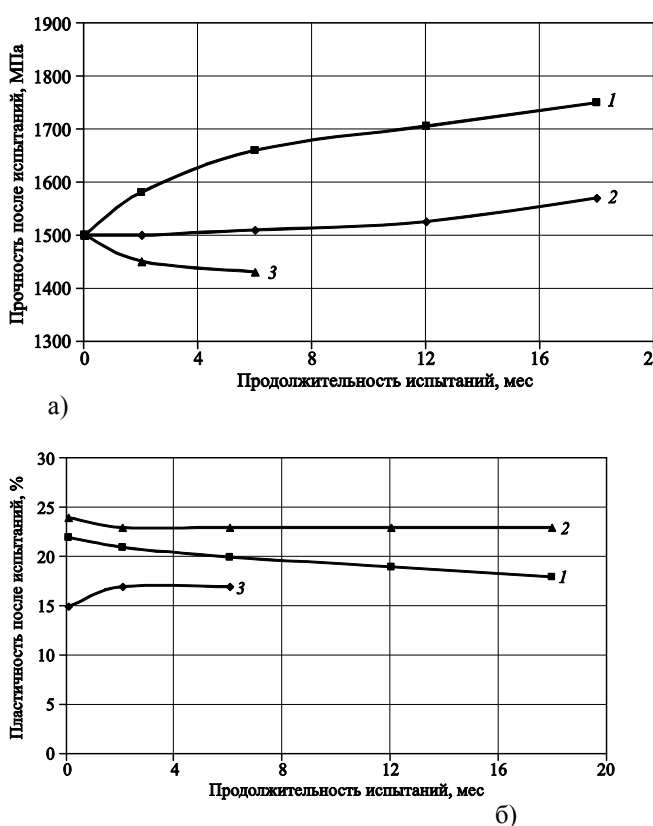 1900
1800
1700
1600
1500
1400
1300
Прочность после испытаний, МПа
1
2
3
0 4 8 12 16 2
Продолжительность испытаний, мес
а)
30
25
20
15
10
5
0
Пластичность после испытаний, %
2
1
3
0 4 8 12 16 20
Продолжительность испытаний, мес
б)